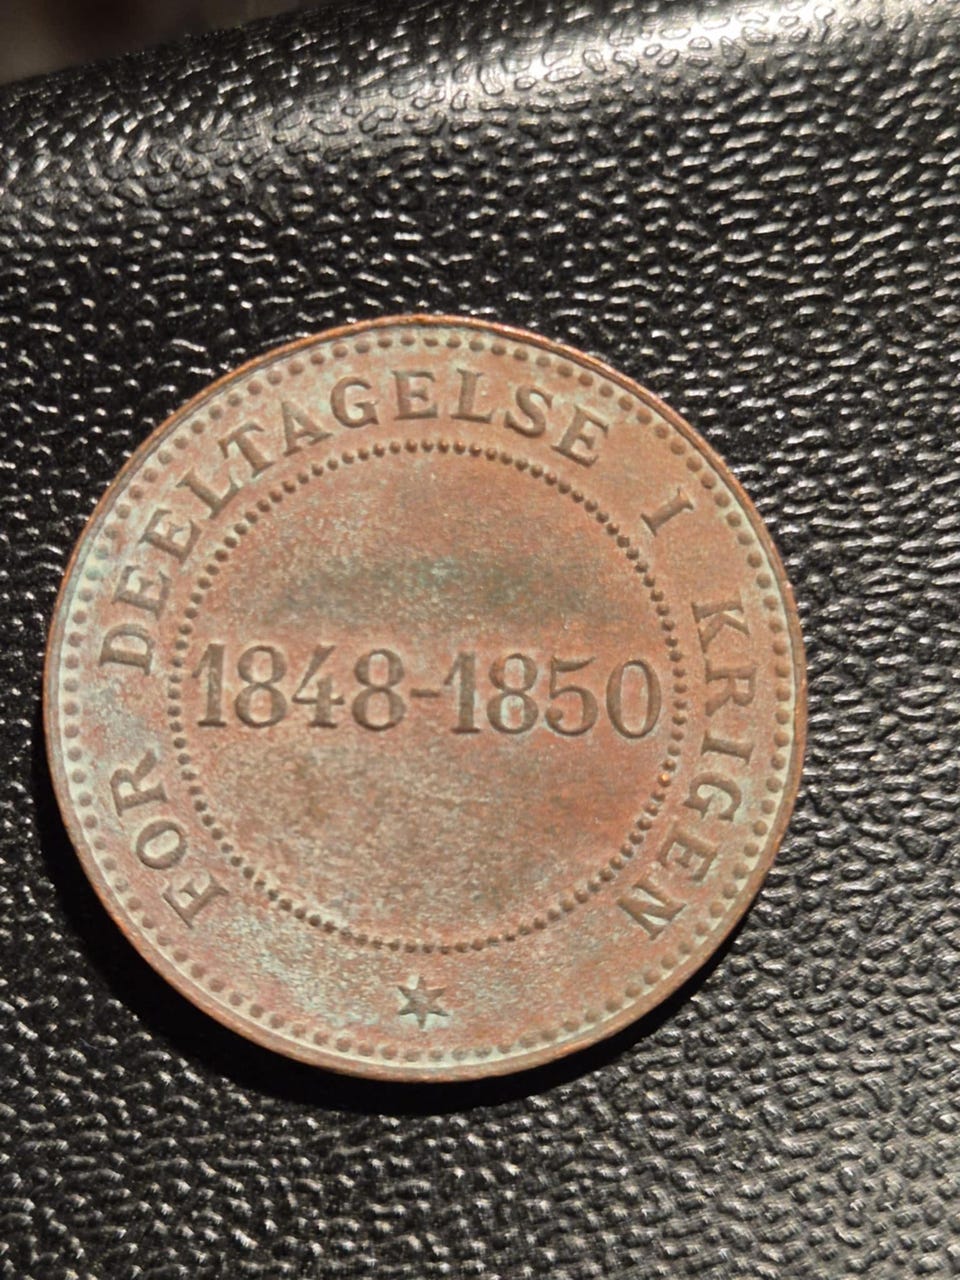 FOR DEELTAGELSE I KRIGEN
1848-1850